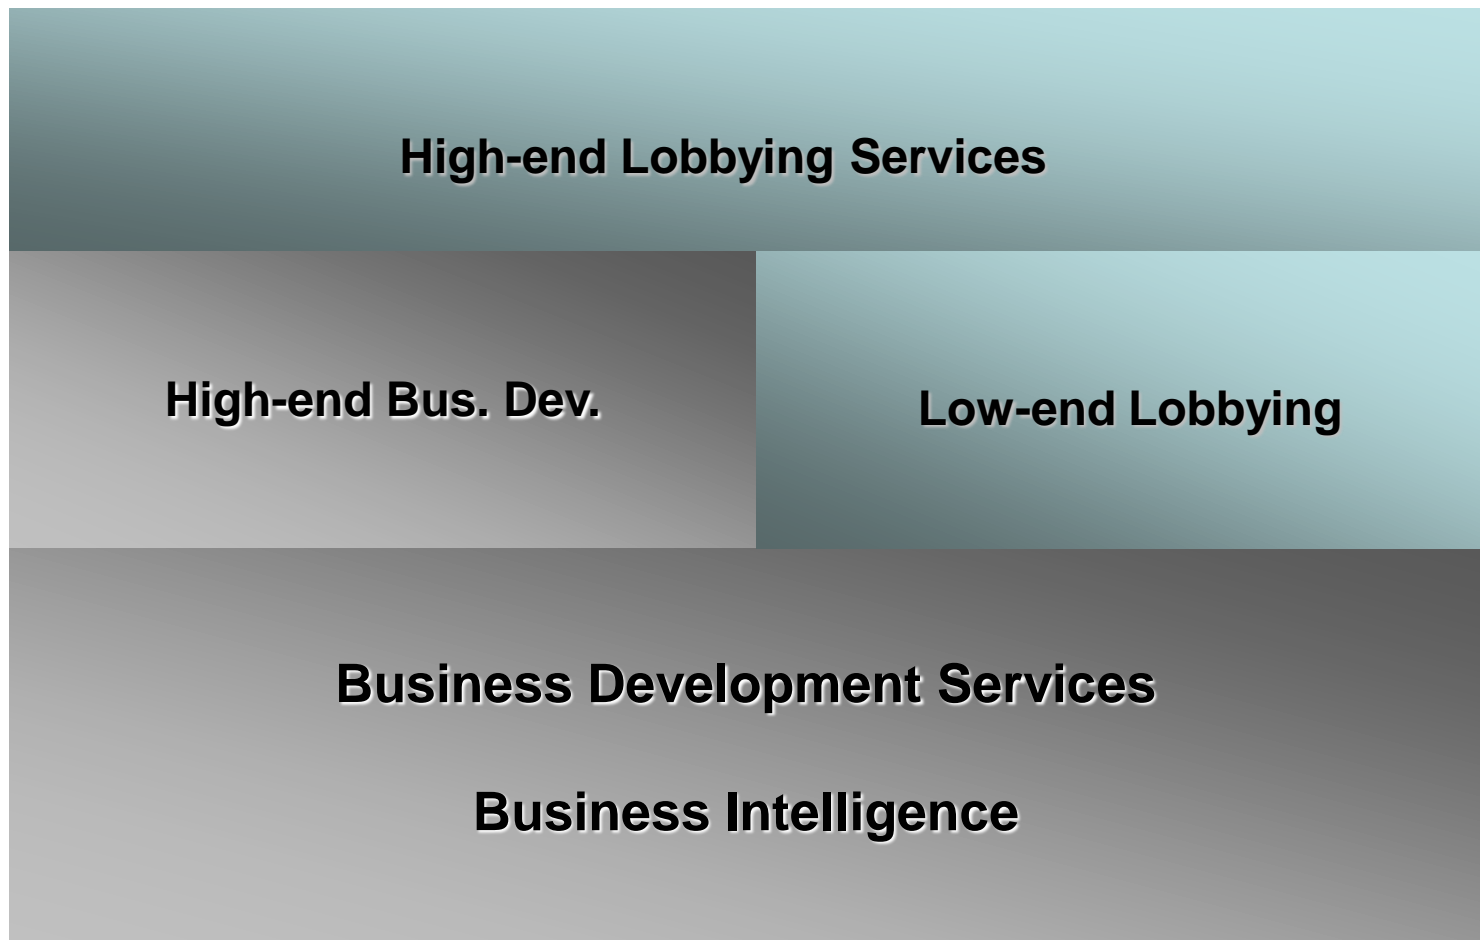 High-end Lobbying Services
High-end Bus. Dev.
Low-end Lobbying
Business Development Services
Business Intelligence